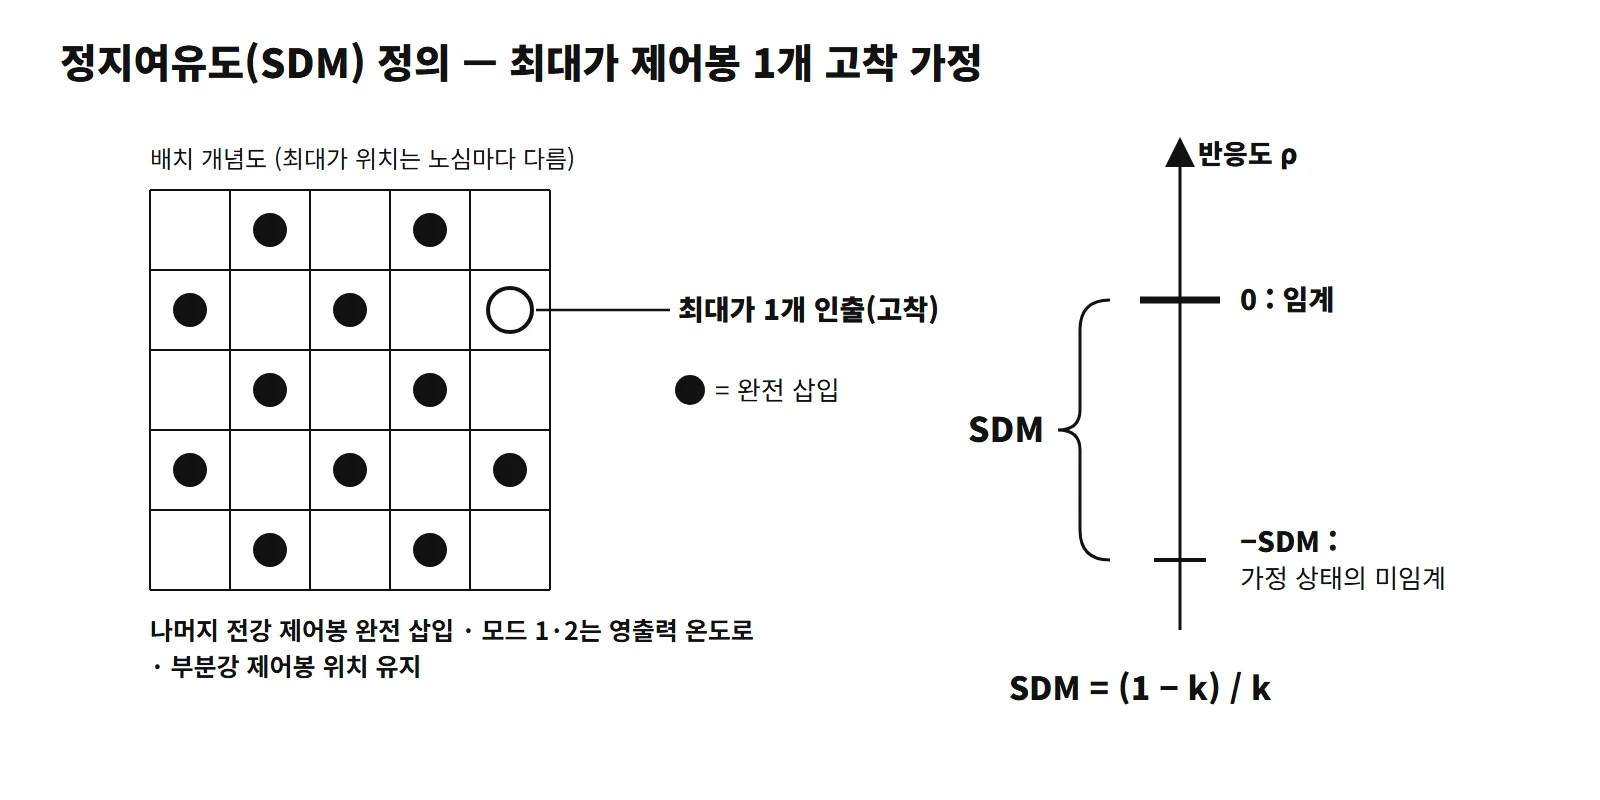 정지여유도(SDM) 정의 — 최대가 제어봉 1개 고착 가정
배치 개념도 (최대가 위치는 노심마다 다름)
최대가 1개 인출(고착)
= 완전 삽입
나머지 전강 제어봉 완전 삽입 · 모드 1·2는 영출력 온도로
· 부분강 제어봉 위치 유지
반응도 ρ
0 : 임계
SDM
−SDM :
가정 상태의 미임계
SDM = (1 − k) / k